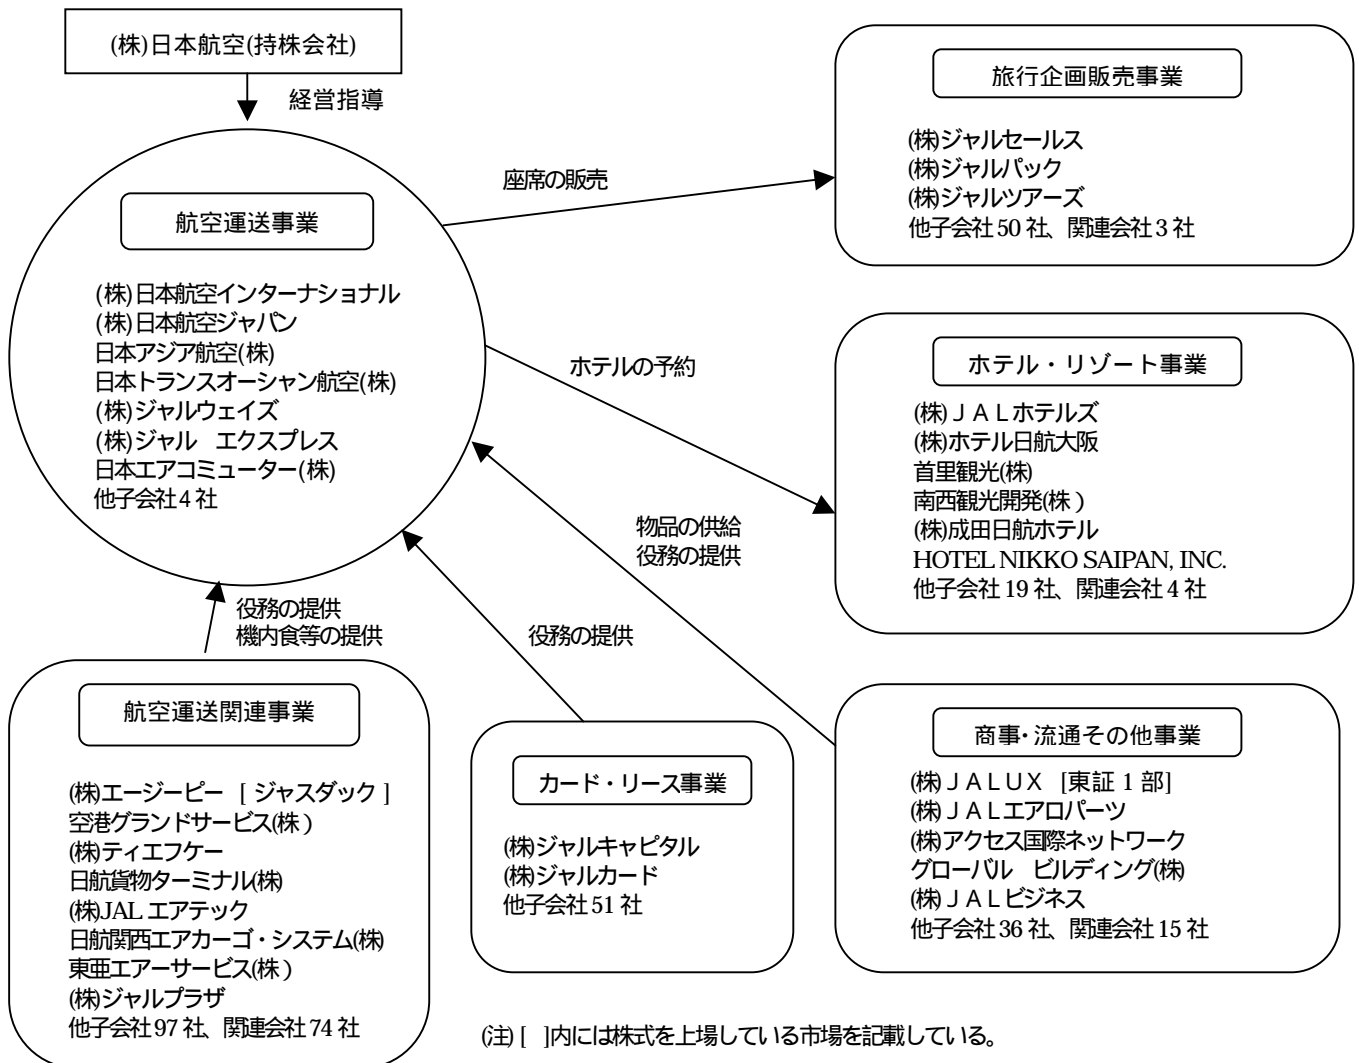 (株)日本航空(持株会社)
経営指導
航空運送事業
(株)日本航空インターナショナル
(株)日本航空ジャパン
日本アジア航空(株)
日本トランスオーシャン航空(株)
(株)ジャルウェイズ
(株)ジャル エクスプレス
日本エアコミューター(株)
他子会社4社
座席の販売
旅行企画販売事業
(株)ジャルセールス
(株)ジャルパック
(株)ジャルツアーズ
他子会社50社、関連会社3社
ホテルの予約
ホテル・リゾート事業
(株)JALホテルズ
(株)ホテル日航大阪
首里観光(株)
南西観光開発(株)
(株)成田日航ホテル
HOTEL NIKKO SAIPAN, INC.
他子会社19社、関連会社4社
物品の供給
役務の提供
役務の提供
機内食等の提供
役務の提供
航空運送関連事業
(株)エージーピー [ジャスダック]
空港グランドサービス(株)
(株)ティエフケー
日航貨物ターミナル(株)
(株)JALエアテック
日航関西エアカーゴ・システム(株)
東亜エアーサービス(株)
(株)ジャルプラザ
他子会社97社、関連会社74社
カード・リース事業
(株)ジャルキャピタル
(株)ジャルカード
他子会社51社
商事・流通その他事業
(株)JALUX [東証1部]
(株)JALエアロパーツ
(株)アクセス国際ネットワーク
グローバル ビルディング(株)
(株)JALビジネス
他子会社36社、関連会社15社
(注) [ ]内には株式を上場している市場を記載している。